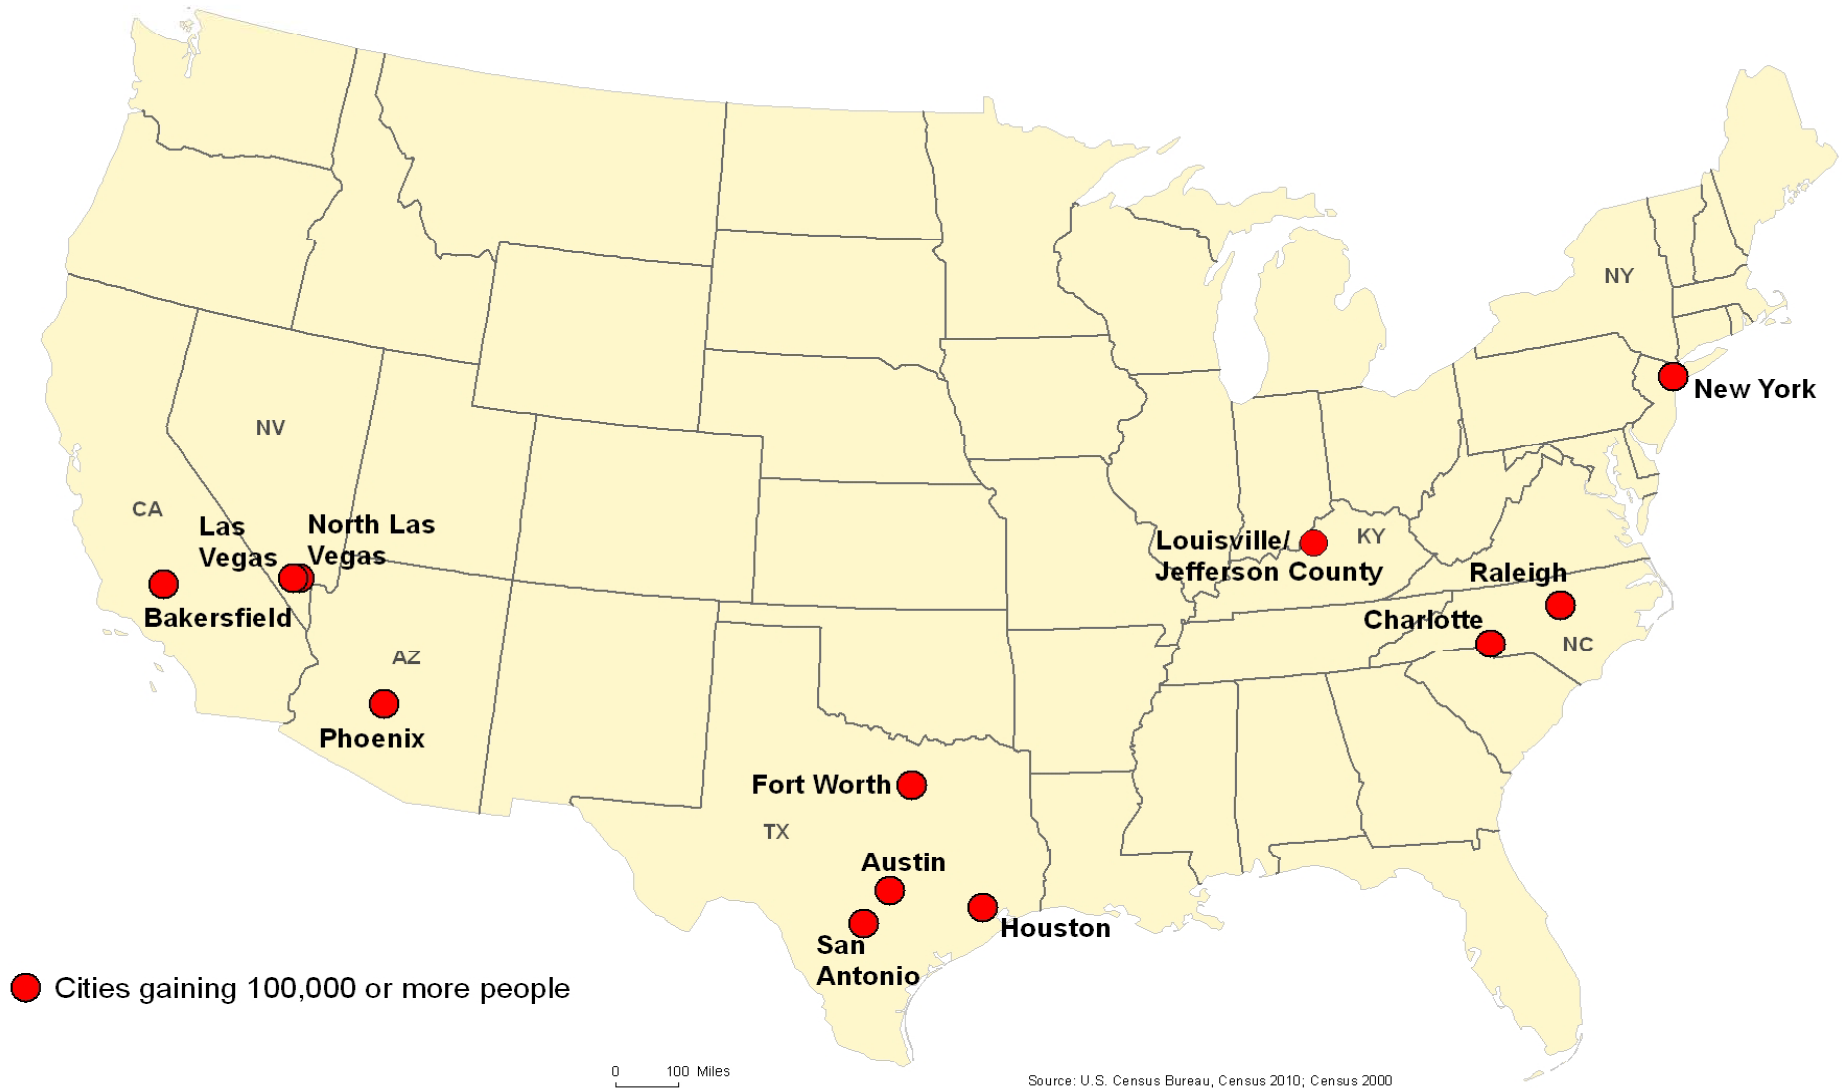 NY
New York
NV
CA
Las
Vegas
North Las
Vegas
Bakersfield
Louisville/
Jefferson County
KY
Raleigh
Charlotte
NC
AZ
Phoenix
Fort Worth
TX
Austin
San
Antonio
Houston
Cities gaining 100,000 or more people
0 100 Miles
Source: U.S. Census Bureau, Census 2010; Census 2000